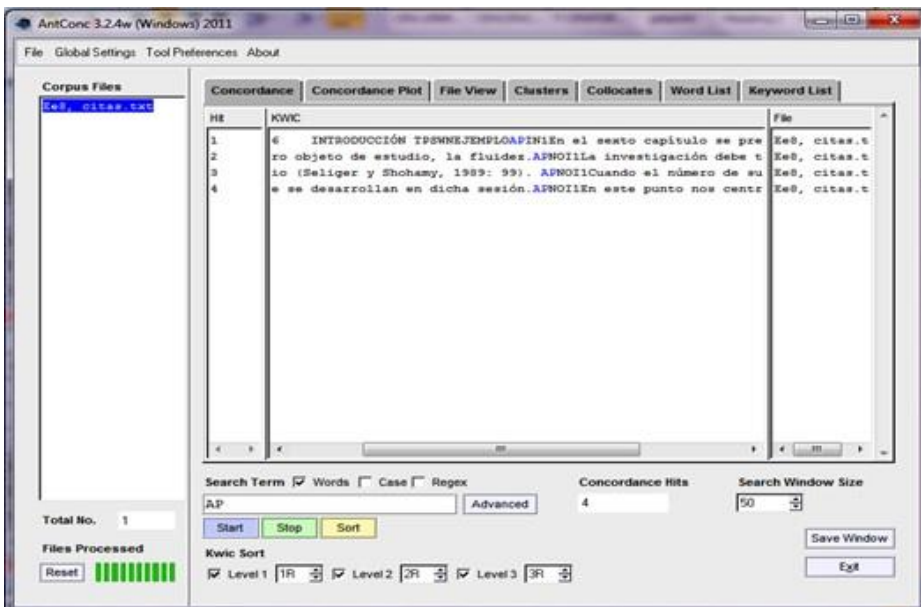 AntConc 3.2.4w (Windows) 2011
File Global Settings Tool Preferences About
Corpus Files
Ee8, citas.txt
Concordance Concordance Plot File View Clusters Collocates Word List Keyword List
Hit KWIC File
1 6 INTRODUCCIÓN TPSWNEJEMPLOAPIN1En el sexto capítulo se pre Ee8, citas.t
2 ro objeto de estudio, la fluidez.APNOI1La investigación debe t Ee8, citas.t
3 io (Seliger y Shohamy, 1989: 99). APNOI1Cuando el número de su Ee8, citas.t
4 e se desarrollan en dicha sesión.APNOI1En este punto nos centr Ee8, citas.t
Search Term Words Case Regex Concordance Hits Search Window Size
AP Advanced 4 50
Total No. 1
Start Stop Sort
Files Processed
Save Window
Kwic Sort
Reset
Level 1 1R Level 2 2R Level 3 3R
Exit